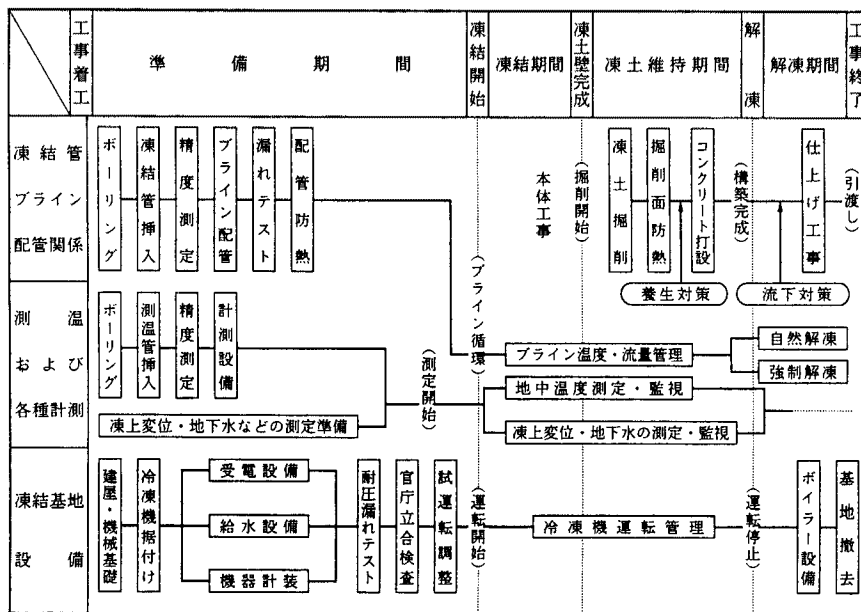 工事着工
準備期間
凍結開始
凍結期間
凍土壁完成
凍土維持期間
解凍
解凍期間
工事終了
凍結管
ブライン
配管関係
ボーリング
凍結管挿入
精度測定
ブライン配管
漏れテスト
配管防熱
(ブライン循環)
本体工事
(掘削開始)
凍土掘削
掘削面防熱
コンクリート打設
(構築完成)
仕上げ工事
(引渡し)
養生対策
流下対策
測温
および
各種計測
ボーリング
測温管挿入
精度測定
計測設備
(測定開始)
凍上変位・地下水などの測定準備
ブライン温度・流量管理
自然解凍
強制解凍
地中温度測定・監視
凍上変位・地下水の測定・監視
凍結基地
設備
建屋・機械基礎
冷凍機据付け
受電設備
給水設備
機器計装
耐圧漏れテスト
官庁立合検査
試運転調整
(運転開始)
冷凍機運転管理
(運転停止)
ボイラー設備
基地撤去